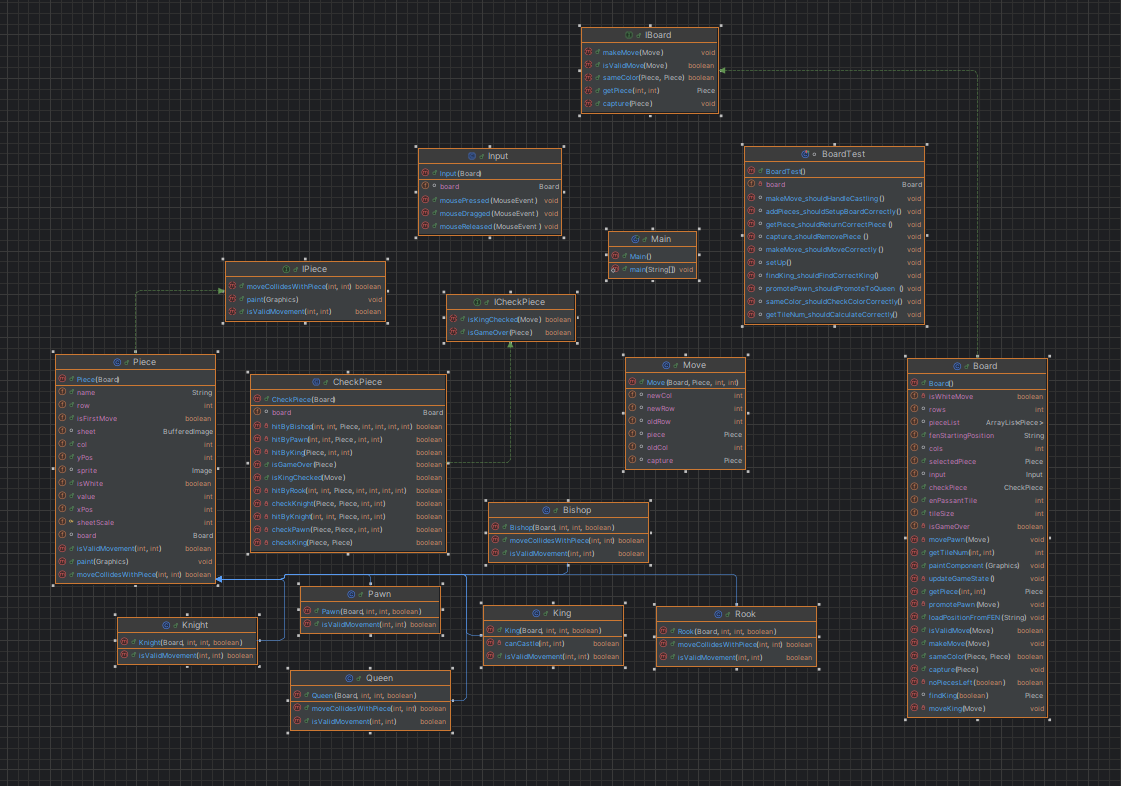 IBoard
makeMove(Move) void
isValidMove(Move) boolean
sameColor(Piece, Piece) boolean
getPiece(int, int) Piece
capture(Piece) void
Input
Input(Board)
board Board
mousePressed(MouseEvent) void
mouseDragged(MouseEvent) void
mouseReleased(MouseEvent) void
BoardTest
BoardTest()
board Board
makeMove_shouldHandleCastling() void
addPieces_shouldSetupBoardCorrectly() void
getPiece_shouldReturnCorrectPiece() void
capture_shouldRemovePiece() void
makeMove_shouldMoveCorrectly() void
setUp() void
findKing_shouldFindCorrectKing() void
promotePawn_shouldPromoteToQueen() void
sameColor_shouldCheckColorCorrectly() void
getTileNum_shouldCalculateCorrectly() void
Main
Main()
main(String[]) void
IPiece
moveCollidesWithPiece(int, int) boolean
paint(Graphics) void
isValidMovement(int, int) boolean
ICheckPiece
isKingChecked(Move) boolean
isGameOver(Piece) boolean
Piece
Piece(Board)
name String
row int
isFirstMove boolean
sheet BufferedImage
col int
yPos int
sprite Image
isWhite boolean
value int
xPos int
sheetScale int
board Board
isValidMovement(int, int) boolean
paint(Graphics) void
moveCollidesWithPiece(int, int) boolean
CheckPiece
CheckPiece(Board)
board Board
hitByBishop(int, int, Piece, int, int, int, int) boolean
hitByPawn(int, int, Piece, int, int) boolean
hitByKing(Piece, int, int) boolean
isGameOver(Piece) boolean
isKingChecked(Move) boolean
hitByRook(int, int, Piece, int, int, int, int) boolean
checkKnight(Piece, Piece, int, int) boolean
hitByKnight(int, int, Piece, int, int) boolean
checkPawn(Piece, Piece, int, int) boolean
checkKing(Piece, Piece) boolean
Move
Move(Board, Piece, int, int)
newCol int
newRow int
oldRow int
piece Piece
oldCol int
capture Piece
Board
Board()
isWhiteMove boolean
rows int
pieceList ArrayList<Piece>
fenStartingPosition String
cols int
selectedPiece Piece
input Input
checkPiece CheckPiece
enPassantTile int
tileSize int
isGameOver boolean
movePawn(Move) void
getTileNum(int, int) int
paintComponent(Graphics) void
updateGameState() void
getPiece(int, int) Piece
promotePawn(Move) void
loadPositionFromFEN(String) void
isValidMove(Move) boolean
makeMove(Move) void
sameColor(Piece, Piece) boolean
capture(Piece) void
noPiecesLeft(boolean) boolean
findKing(boolean) Piece
moveKing(Move) void
Bishop
Bishop(Board, int, int, boolean)
moveCollidesWithPiece(int, int) boolean
isValidMovement(int, int) boolean
Pawn
Pawn(Board, int, int, boolean)
isValidMovement(int, int) boolean
Knight
Knight(Board, int, int, boolean)
isValidMovement(int, int) boolean
King
King(Board, int, int, boolean)
canCastle(int, int) boolean
isValidMovement(int, int) boolean
Rook
Rook(Board, int, int, boolean)
moveCollidesWithPiece(int, int) boolean
isValidMovement(int, int) boolean
Queen
Queen(Board, int, int, boolean)
moveCollidesWithPiece(int, int) boolean
isValidMovement(int, int) boolean